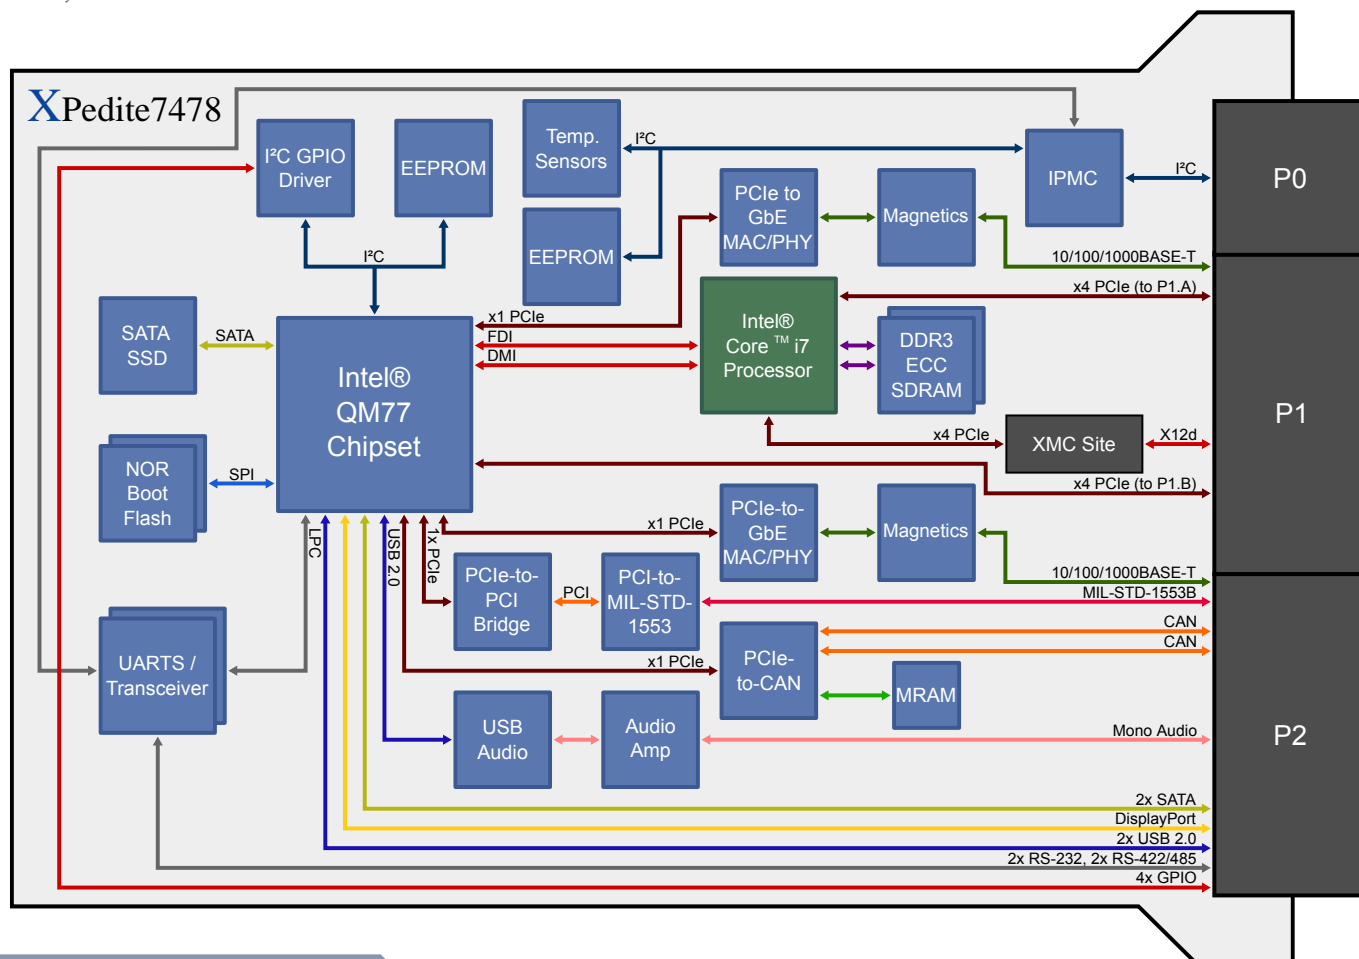 XPedite7478
I²C GPIO
Driver
EEPROM
Temp.
Sensors
I²C
EEPROM
IPMC
I²C
P0
PCIe to
GbE
MAC/PHY
Magnetics
10/100/1000BASE-T
I²C
x4 PCIe (to P1.A)
SATA
SSD
SATA
Intel®
QM77
Chipset
x1 PCIe
FDI
DMI
Intel®
Core ™ i7
Processor
DDR3
ECC
SDRAM
P1
x4 PCIe
XMC Site
X12d
NOR
Boot
Flash
SPI
x4 PCIe (to P1.B)
LPC
USB 2.0
1x PCIe
x1 PCIe
PCIe-to-
GbE
MAC/PHY
Magnetics
10/100/1000BASE-T
PCIe-to-
PCI
Bridge
PCI
PCI-to-
MIL-STD-
1553
MIL-STD-1553B
CAN
CAN
UARTS /
Transceiver
x1 PCIe
PCIe-
to-CAN
MRAM
USB
Audio
Audio
Amp
Mono Audio
P2
2x SATA
DisplayPort
2x USB 2.0
2x RS-232, 2x RS-422/485
4x GPIO